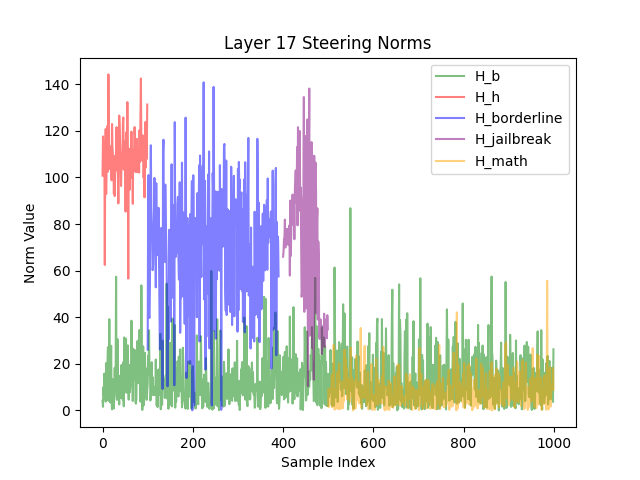 Layer 17 Steering Norms
H_b
H_h
H_borderline
H_jailbreak
H_math
Norm Value
140
120
100
80
60
40
20
0
0 200 400 600 800 1000
Sample Index